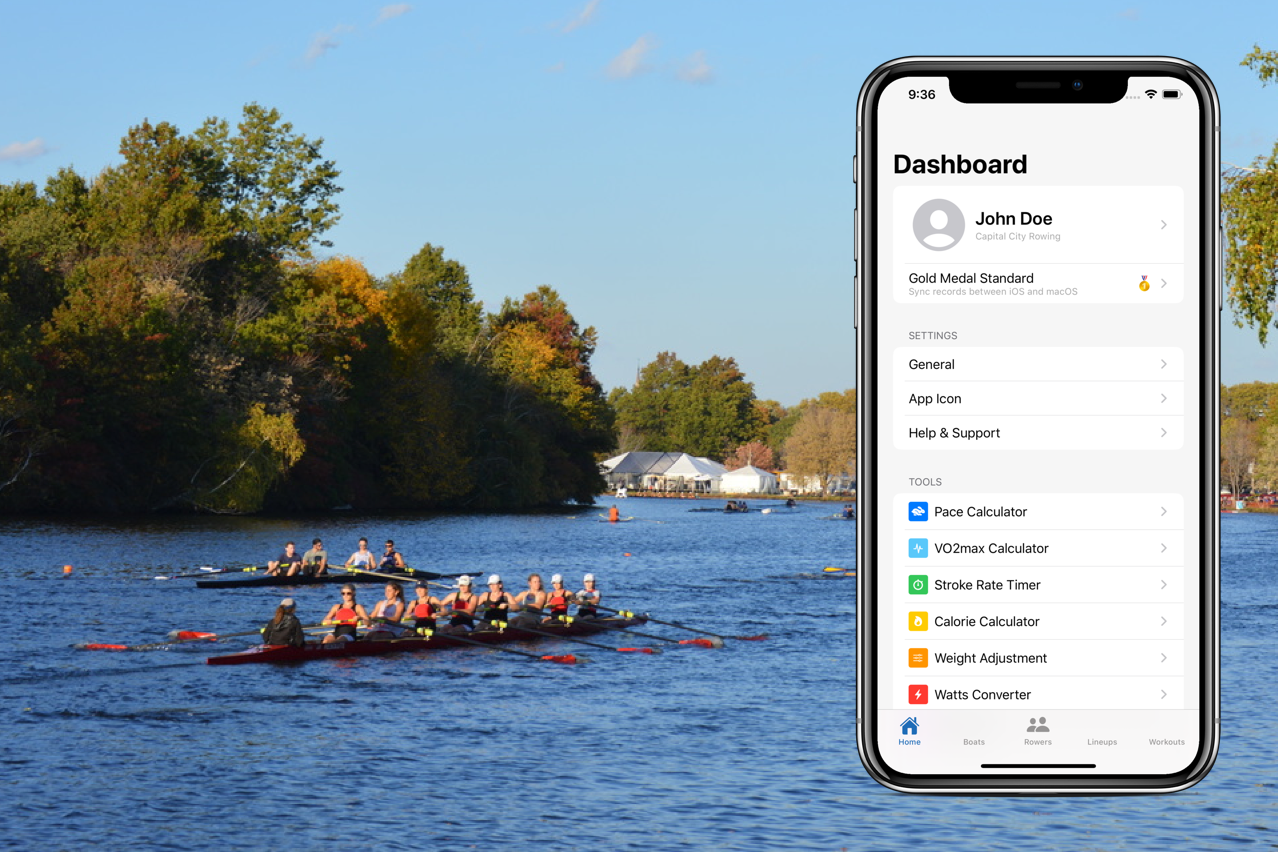 9:36
Dashboard
John Doe
Capital City Rowing
Gold Medal Standard
Sync records between iOS and macOS
SETTINGS
General
App Icon
Help & Support
TOOLS
Pace Calculator
VO2max Calculator
Stroke Rate Timer
Calorie Calculator
Weight Adjustment
Watts Converter
Home
Boats
Rowers
Lineups
Workouts